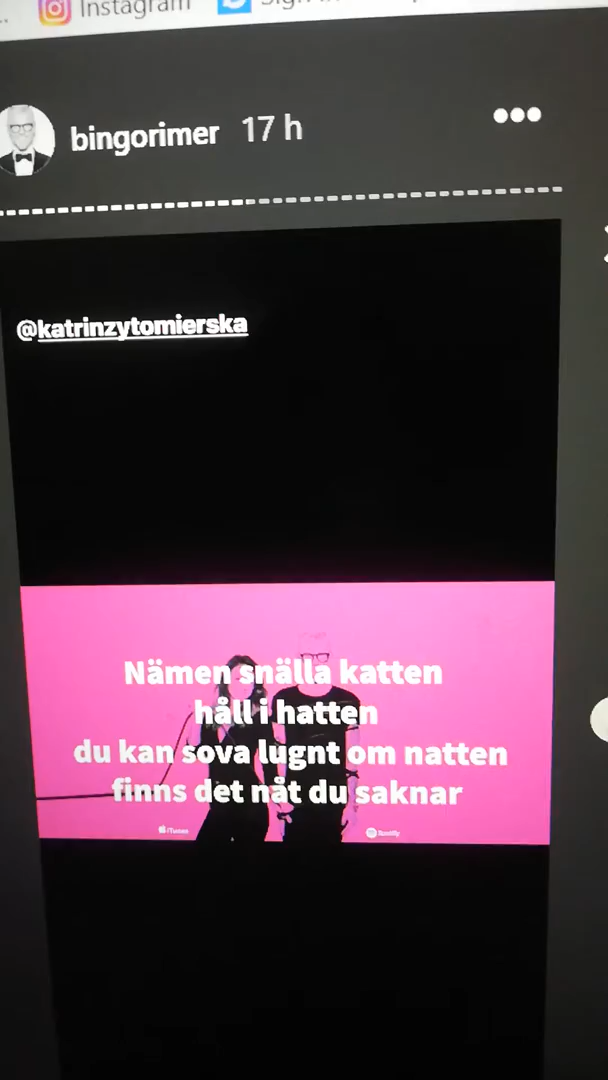 Instagram
bingorimer 17 h
@katrinzytomierska
Nämen snälla katten
håll i hatten
du kan sova lugnt om natten
finns det nåt du saknar
iTunes Spotify